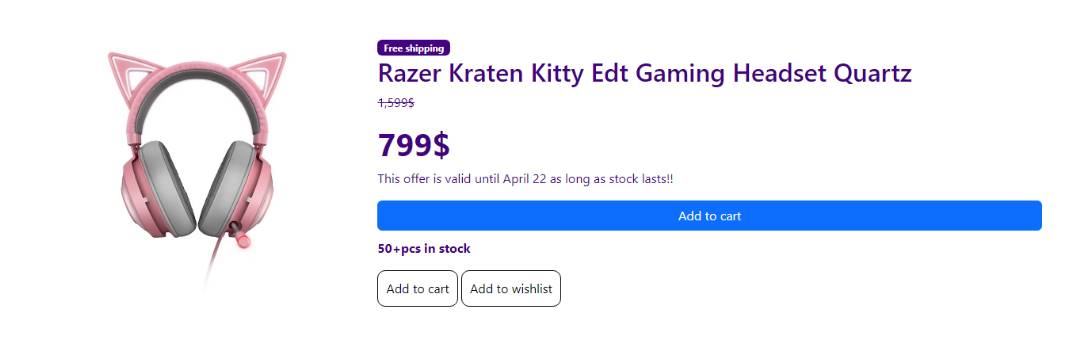 Free shipping
Razer Kraten Kitty Edt Gaming Headset Quartz
1,599$
799$
This offer is valid until April 22 as long as stock lasts!!
Add to cart
50+pcs in stock
Add to cart Add to wishlist